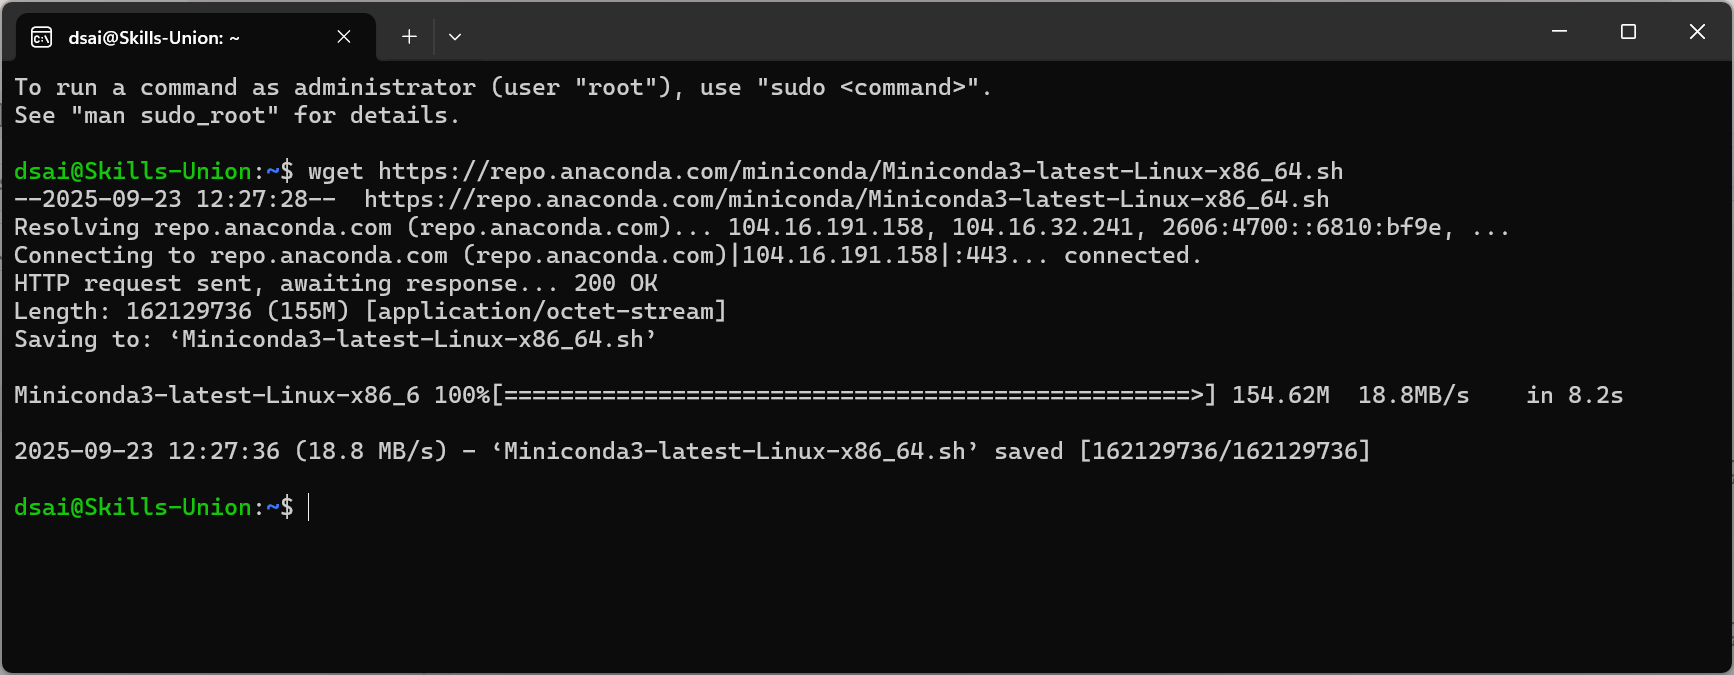 dsai@Skills-Union: ~
To run a command as administrator (user "root"), use "sudo <command>".
See "man sudo_root" for details.
dsai@Skills-Union:~$ wget https://repo.anaconda.com/miniconda/Miniconda3-latest-Linux-x86_64.sh
--2025-09-23 12:27:28--  https://repo.anaconda.com/miniconda/Miniconda3-latest-Linux-x86_64.sh
Resolving repo.anaconda.com (repo.anaconda.com)... 104.16.191.158, 104.16.32.241, 2606:4700::6810:bf9e, ...
Connecting to repo.anaconda.com (repo.anaconda.com)|104.16.191.158|:443... connected.
HTTP request sent, awaiting response... 200 OK
Length: 162129736 (155M) [application/octet-stream]
Saving to: ‘Miniconda3-latest-Linux-x86_64.sh’
Miniconda3-latest-Linux-x86_6 100%[=================================================>] 154.62M  18.8MB/s    in 8.2s
2025-09-23 12:27:36 (18.8 MB/s) - ‘Miniconda3-latest-Linux-x86_64.sh’ saved [162129736/162129736]
dsai@Skills-Union:~$